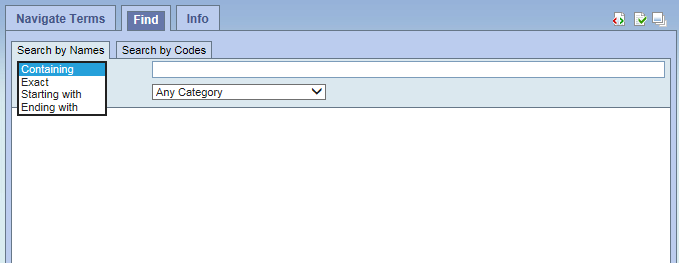 Navigate Terms Find Info
Search by Names Search by Codes
Containing
Exact
Starting with
Ending with
Any Category